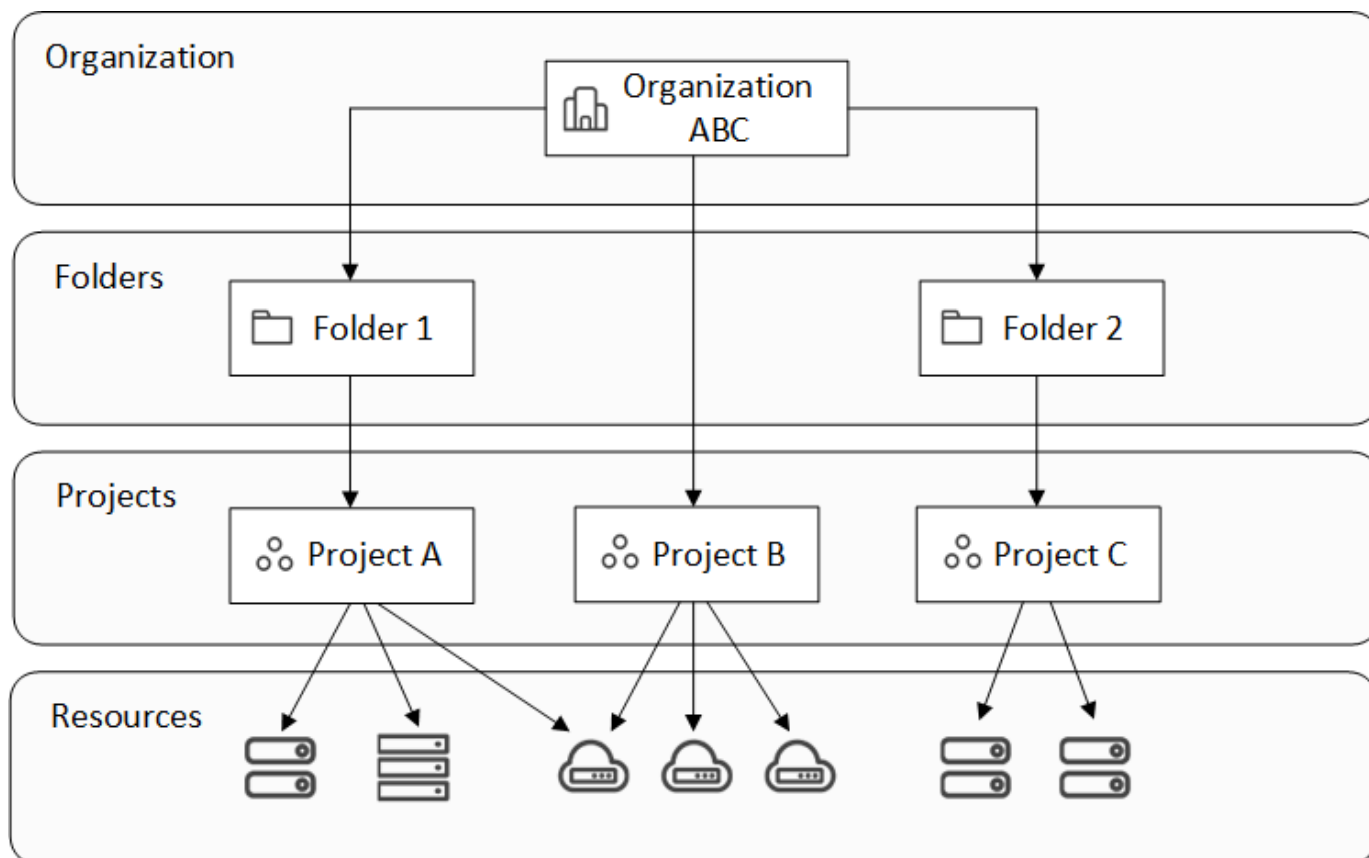 Organization
Organization
ABC
Folders
Folder 1
Folder 2
Projects
Project A
Project B
Project C
Resources